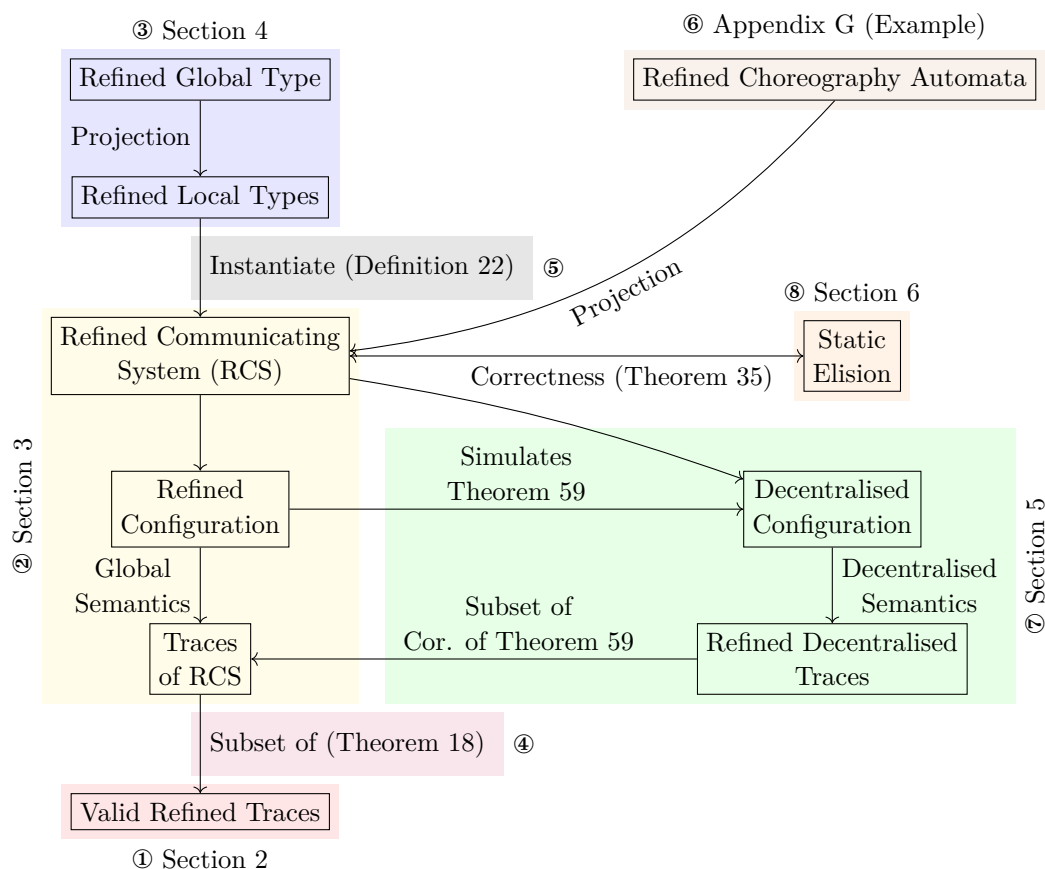 ③ Section 4
⑥ Appendix G (Example)
Refined Global Type
Refined Choreography Automata
Projection
Refined Local Types
Instantiate (Definition 22)
⑤
Projection
⑧ Section 6
Refined Communicating
System (RCS)
Static
Elision
Correctness (Theorem 35)
② Section 3
Simulates
Theorem 59
Refined
Configuration
Decentralised
Configuration
⑦ Section 5
Global
Semantics
Decentralised
Semantics
Subset of
Cor. of Theorem 59
Traces
of RCS
Refined Decentralised
Traces
Subset of (Theorem 18)
④
Valid Refined Traces
① Section 2